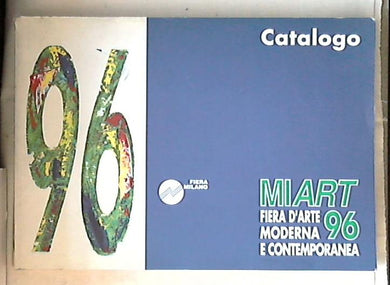 96
Catalogo
FIERA
MILANO
MIART
FIERA D'ARTE
MODERNA 96
E CONTEMPORANEA